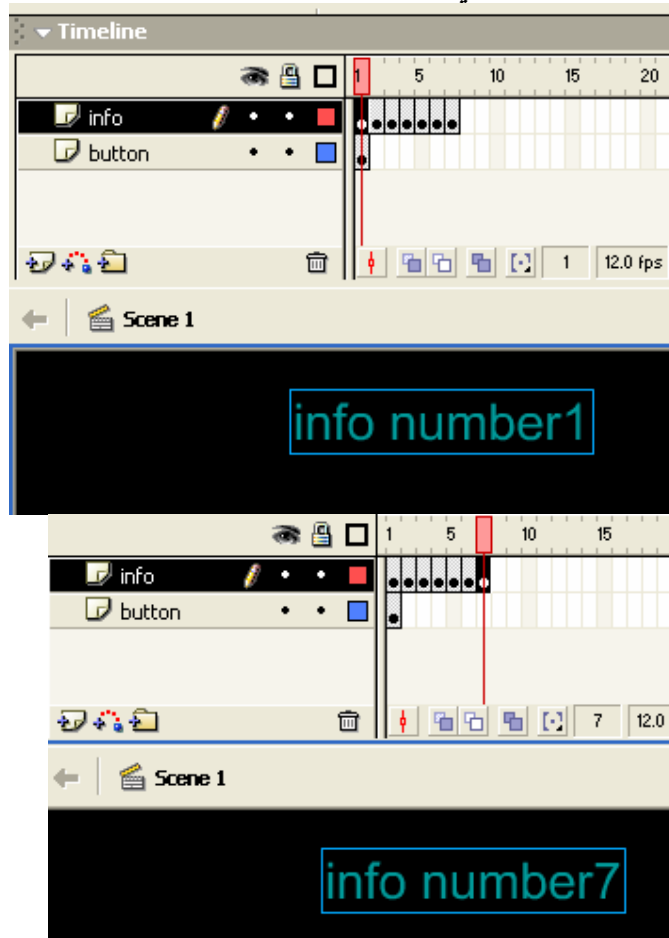 Timeline
1 5 10 15 20
info
button
1 12.0 fps
Scene 1
info number1
1 5 10 15
info
button
7 12.0
Scene 1
info number7